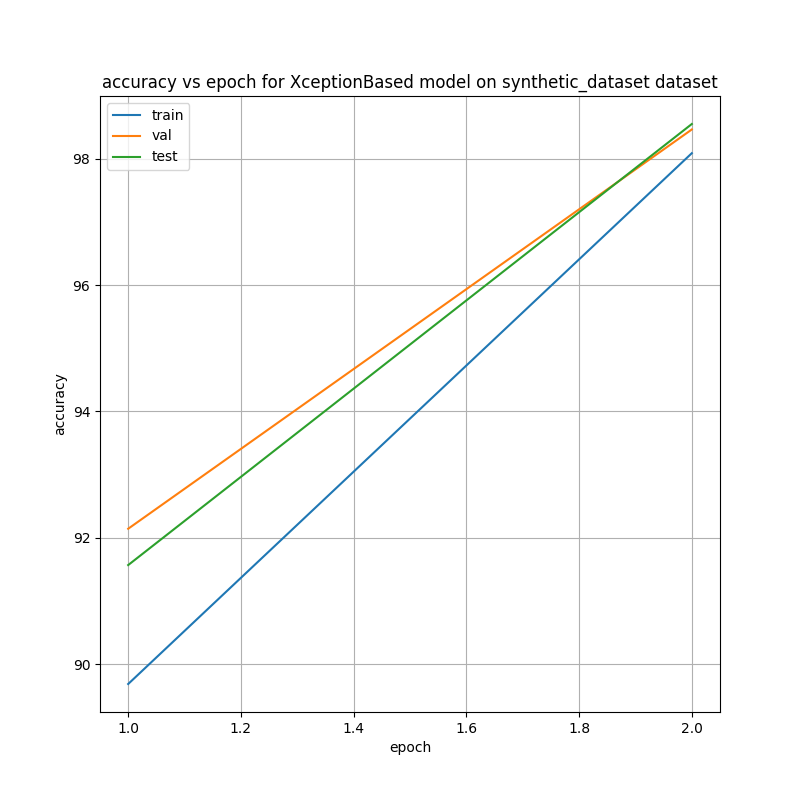 accuracy vs epoch for XceptionBased model on synthetic_dataset dataset
train
val
test
98
96
94
92
90
accuracy
1.0 1.2 1.4 1.6 1.8 2.0
epoch